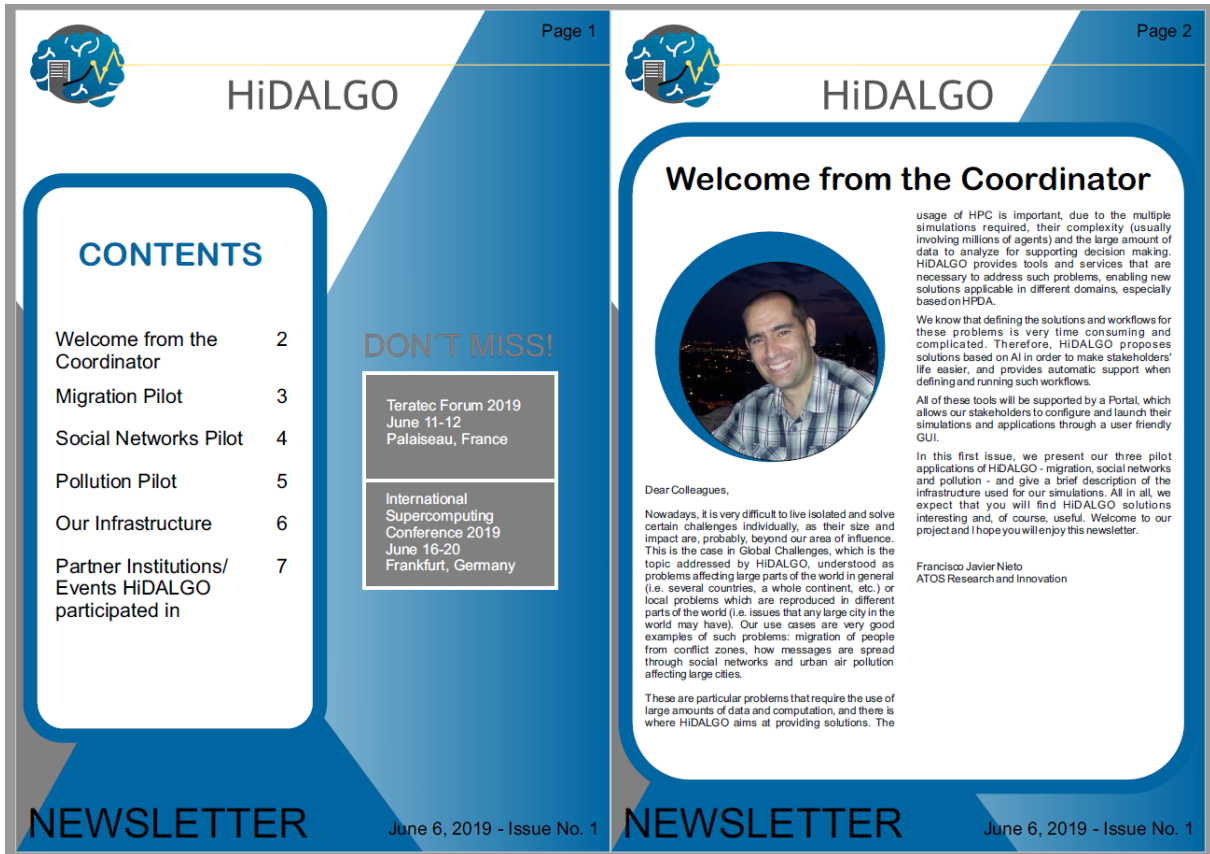 Page 1
HiDALGO
CONTENTS
Welcome from the 2
Coordinator
Migration Pilot 3
Social Networks Pilot 4
Pollution Pilot 5
Our Infrastructure 6
Partner Institutions/ 7
Events HiDALGO
participated in
DON´T MISS!
Teratec Forum 2019
June 11-12
Palaiseau, France
International
Supercomputing
Conference 2019
June 16-20
Frankfurt, Germany
NEWSLETTER
June 6, 2019 - Issue No. 1
Page 2
HiDALGO
Welcome from the Coordinator
Dear Colleagues,
Nowadays, it is very difficult to live isolated and solve
certain challenges individually, as their size and
impact are, probably, beyond our area of influence.
This is the case in Global Challenges, which is the
topic addressed by HiDALGO, understood as
problems affecting large parts of the world in general
(i.e. several countries, a whole continent, etc.) or
local problems which are reproduced in different
parts of the world (i.e. issues that any large city in the
world may have). Our use cases are very good
examples of such problems: migration of people
from conflict zones, how messages are spread
through social networks and urban air pollution
affecting large cities.
These are particular problems that require the use of
large amounts of data and computation, and there is
where HiDALGO aims at providing solutions. The
usage of HPC is important, due to the multiple
simulations required, their complexity (usually
involving millions of agents) and the large amount of
data to analyze for supporting decision making.
HiDALGO provides tools and services that are
necessary to address such problems, enabling new
solutions applicable in different domains, especially
based on HPDA.
We know that defining the solutions and workflows for
these problems is very time consuming and
complicated. Therefore, HiDALGO proposes
solutions based on AI in order to make stakeholders'
life easier, and provides automatic support when
defining and running such workflows.
All of these tools will be supported by a Portal, which
allows our stakeholders to configure and launch their
simulations and applications through a user friendly
GUI.
In this first issue, we present our three pilot
applications of HiDALGO - migration, social networks
and pollution - and give a brief description of the
infrastructure used for our simulations. All in all, we
expect that you will find HiDALGO solutions
interesting and, of course, useful. Welcome to our
project and I hope you will enjoy this newsletter.
Francisco Javier Nieto
ATOS Research and Innovation
NEWSLETTER
June 6, 2019 - Issue No. 1